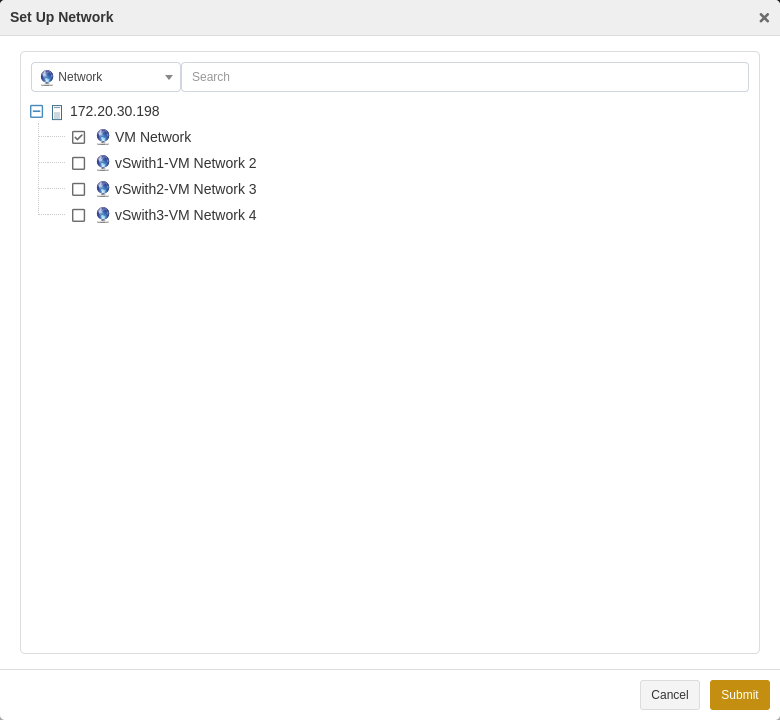 Set Up Network
Network
Search
172.20.30.198
VM Network
vSwith1-VM Network 2
vSwith2-VM Network 3
vSwith3-VM Network 4
Cancel
Submit